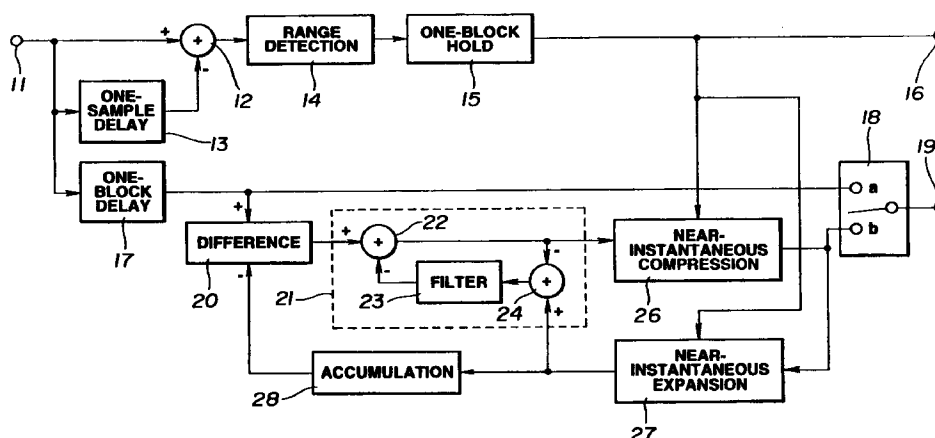 +
+
RANGE
DETECTION
ONE-BLOCK
HOLD
11
-
12
14
15
16
ONE-
SAMPLE
DELAY
13
18
19
ONE-
BLOCK
DELAY
17
a
b
+
DIFFERENCE
-
20
21
+
+
22
-
FILTER
23
-
+
24
+
NEAR-
INSTANTANEOUS
COMPRESSION
26
ACCUMULATION
28
NEAR-
INSTANTANEOUS
EXPANSION
27